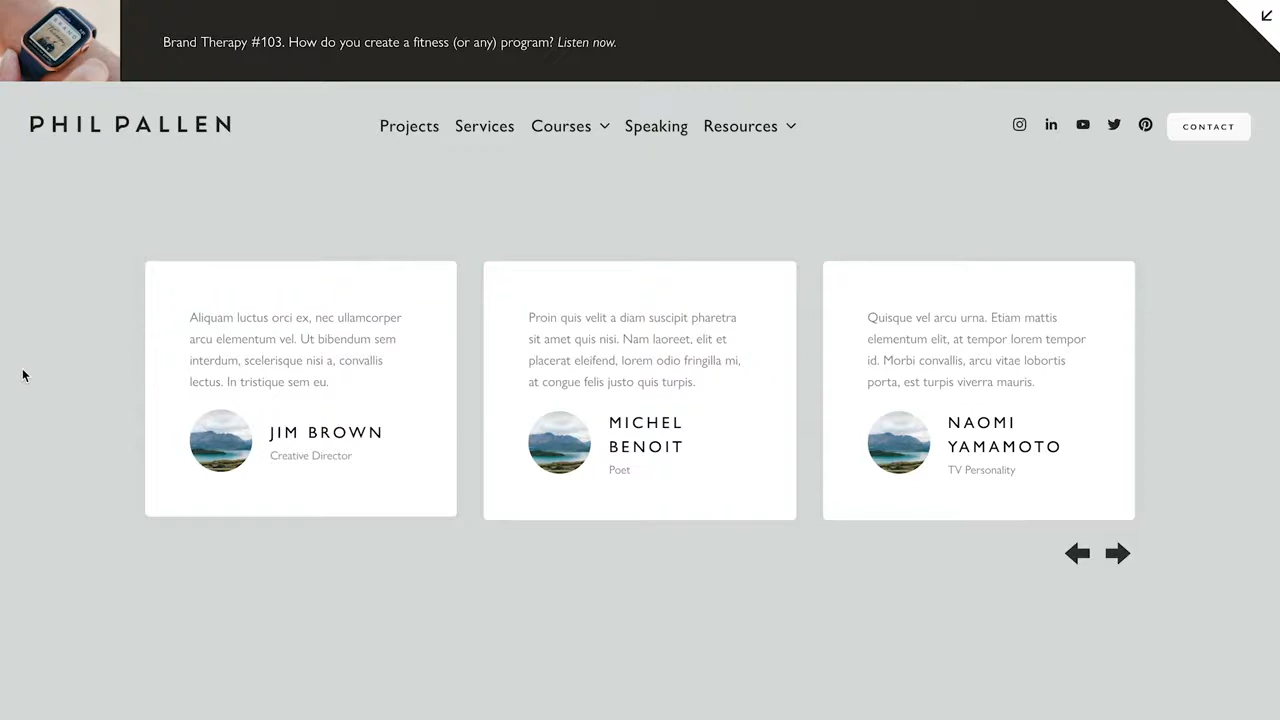 Brand Therapy #103. How do you create a fitness (or any) program? Listen now.
PHIL PALLEN
Projects Services Courses Speaking Resources
CONTACT
Aliquam luctus orci ex, nec ullamcorper
arcu elementum vel. Ut bibendum sem
interdum, scelerisque nisi a, convallis
lectus. In tristique sem eu.
JIM BROWN
Creative Director
Proin quis velit a diam suscipit pharetra
sit amet quis nisi. Nam laoreet, elit et
placerat eleifend, lorem odio fringilla mi,
at congue felis justo quis turpis.
MICHEL
BENOIT
Poet
Quisque vel arcu urna. Etiam mattis
elementum elit, at tempor lorem tempor
id. Morbi convallis, arcu vitae lobortis
porta, est turpis viverra mauris.
NAOMI
YAMAMOTO
TV Personality